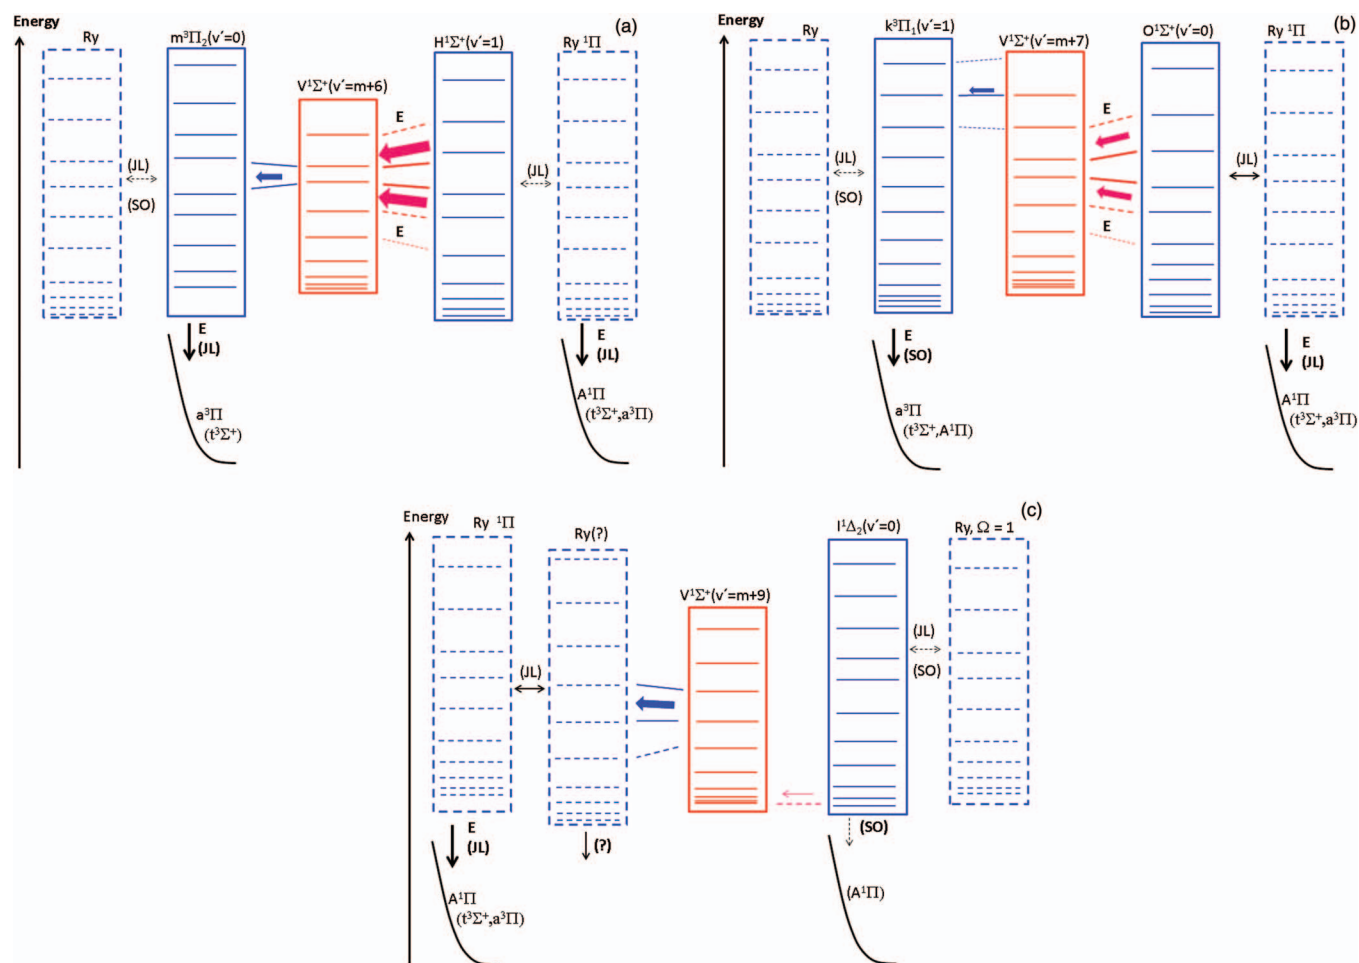 Energy
Ry
m³Π₂(v´=0)
V¹Σ⁺(v´=m+6)
H¹Σ⁺(v´=1)
Ry ¹Π
(a)
(JL)
(SO)
E
E
(JL)
E
(JL)
a³Π
(t³Σ⁺)
E
(JL)
A¹Π
(t³Σ⁺,a³Π)
Energy
Ry
k³Π₁(v´=1)
V¹Σ⁺(v´=m+7)
O¹Σ⁺(v´=0)
Ry ¹Π
(b)
(JL)
(SO)
E
E
(JL)
E
(SO)
a³Π
(t³Σ⁺,A¹Π)
E
(JL)
A¹Π
(t³Σ⁺,a³Π)
Energy
Ry ¹Π
Ry(?)
V¹Σ⁺(v´=m+9)
I¹Δ₂(v´=0)
Ry, Ω = 1
(c)
(JL)
(JL)
(SO)
E
(JL)
A¹Π
(t³Σ⁺,a³Π)
(?)
(SO)
(A¹Π)